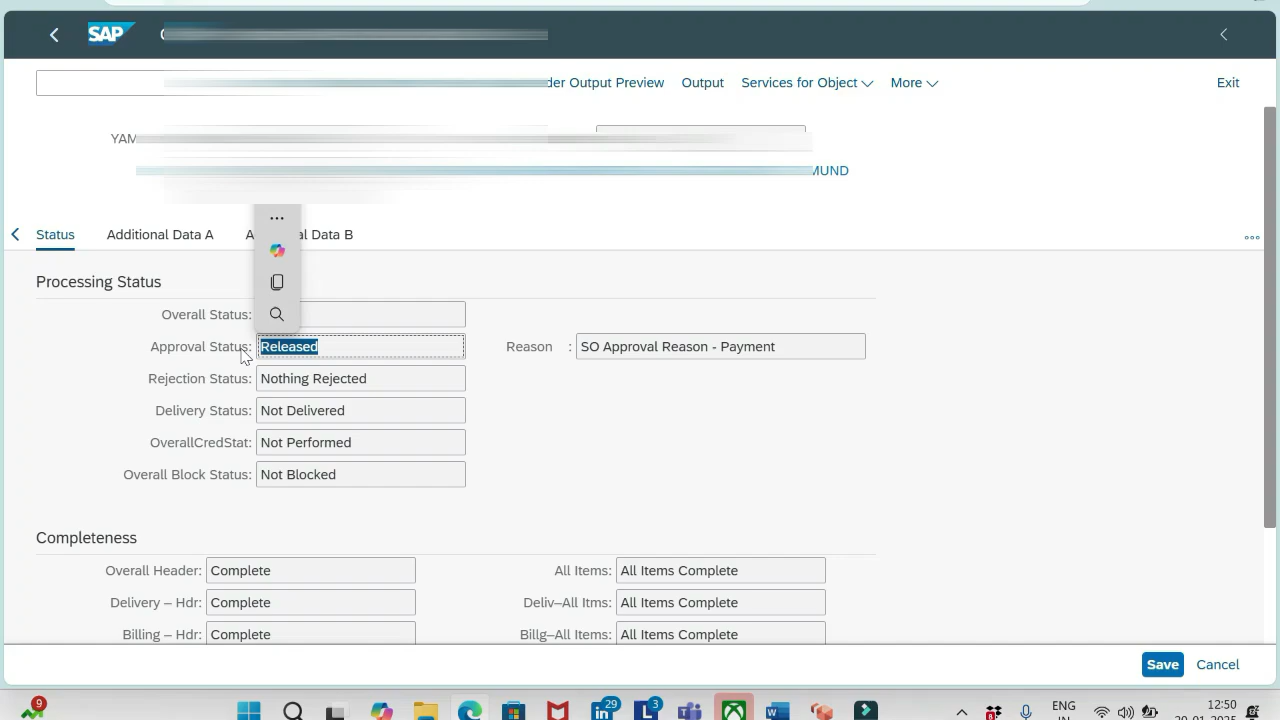 SAP
der Output Preview Output Services for Object More Exit
YAM
MUND
Status Additional Data A Data B
Processing Status
Overall Status:
Approval Status: Released Reason : SO Approval Reason - Payment
Rejection Status: Nothing Rejected
Delivery Status: Not Delivered
OverallCredStat: Not Performed
Overall Block Status: Not Blocked
Completeness
Overall Header: Complete All Items: All Items Complete
Delivery – Hdr: Complete Deliv–All Itms: All Items Complete
Billing – Hdr: Complete Billg–All Items: All Items Complete
Save Cancel
9 29 3 ENG 12:50
IN